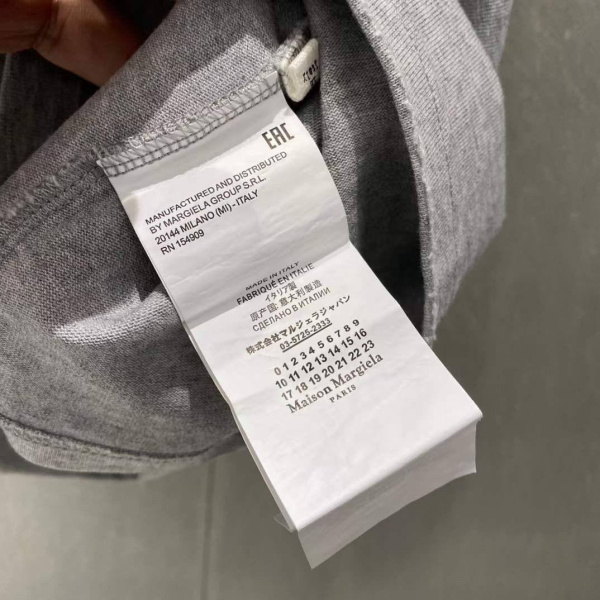 EAC
MANUFACTURED AND DISTRIBUTED
BY MARGIELA GROUP S.R.L.
20144 MILANO (MI) - ITALY
RN 154909
MADE IN ITALY
FABRIQUÉ EN ITALIE
イタリア製
原产国: 意大利製造
СДЕЛАНО В ИТАЛИИ
株式会社マルジェラジャパン
03-5725-2333
0 1 2 3 4 5 6 7 8 9
10 11 12 13 14 15 16
17 18 19 20 21 22 23
Maison Margiela
PARIS